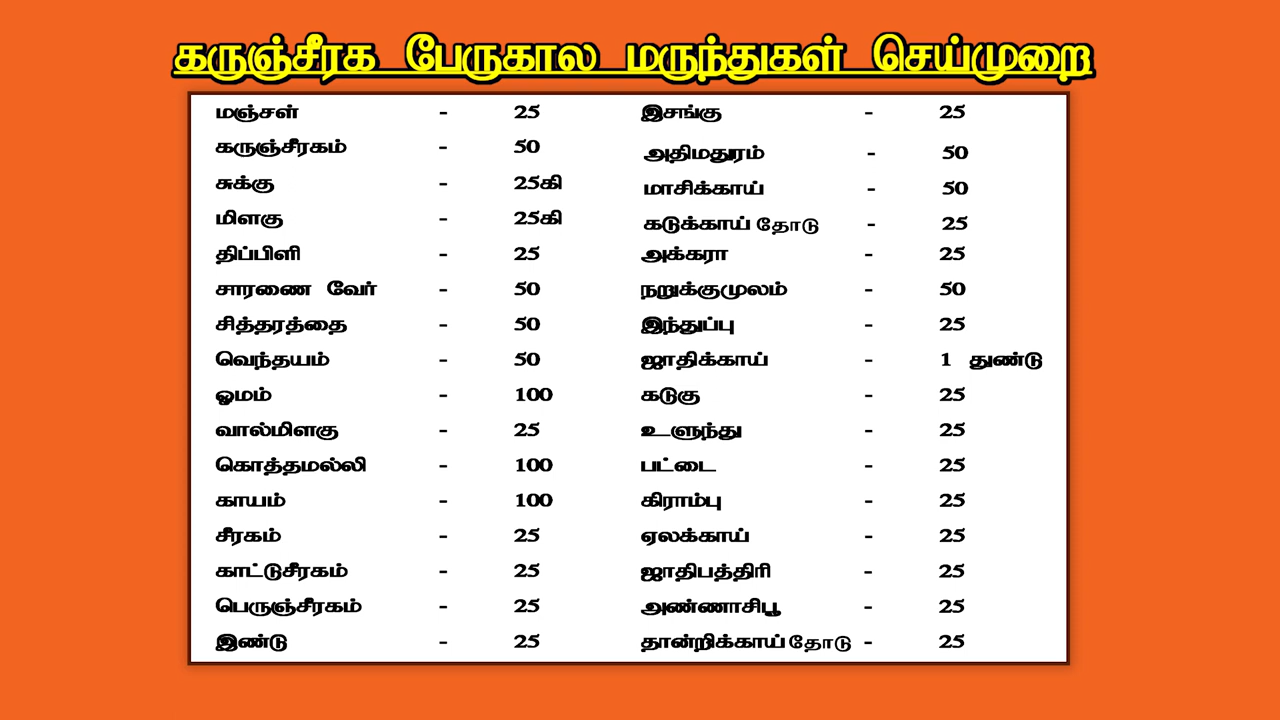 கருஞ்சீரக பேருகால மருந்துகள் செய்முறை
மஞ்சள் - 25
கருஞ்சீரகம் - 50
சுக்கு - 25கி
மிளகு - 25கி
திப்பிளி - 25
சாரணை வேர் - 50
சித்தரத்தை - 50
வெந்தயம் - 50
ஓமம் - 100
வால்மிளகு - 25
கொத்தமல்லி - 100
காயம் - 100
சீரகம் - 25
காட்டுசீரகம் - 25
பெருஞ்சீரகம் - 25
இண்டு - 25
இசங்கு - 25
அதிமதுரம் - 50
மாசிக்காய் - 50
கடுக்காய் தோடு - 25
அக்கரா - 25
நறுக்குமுலம் - 50
இந்துப்பு - 25
ஜாதிக்காய் - 1 துண்டு
கடுகு - 25
உளுந்து - 25
பட்டை - 25
கிராம்பு - 25
ஏலக்காய் - 25
ஜாதிபத்திரி - 25
அண்ணாசிபூ - 25
தான்றிக்காய் தோடு - 25